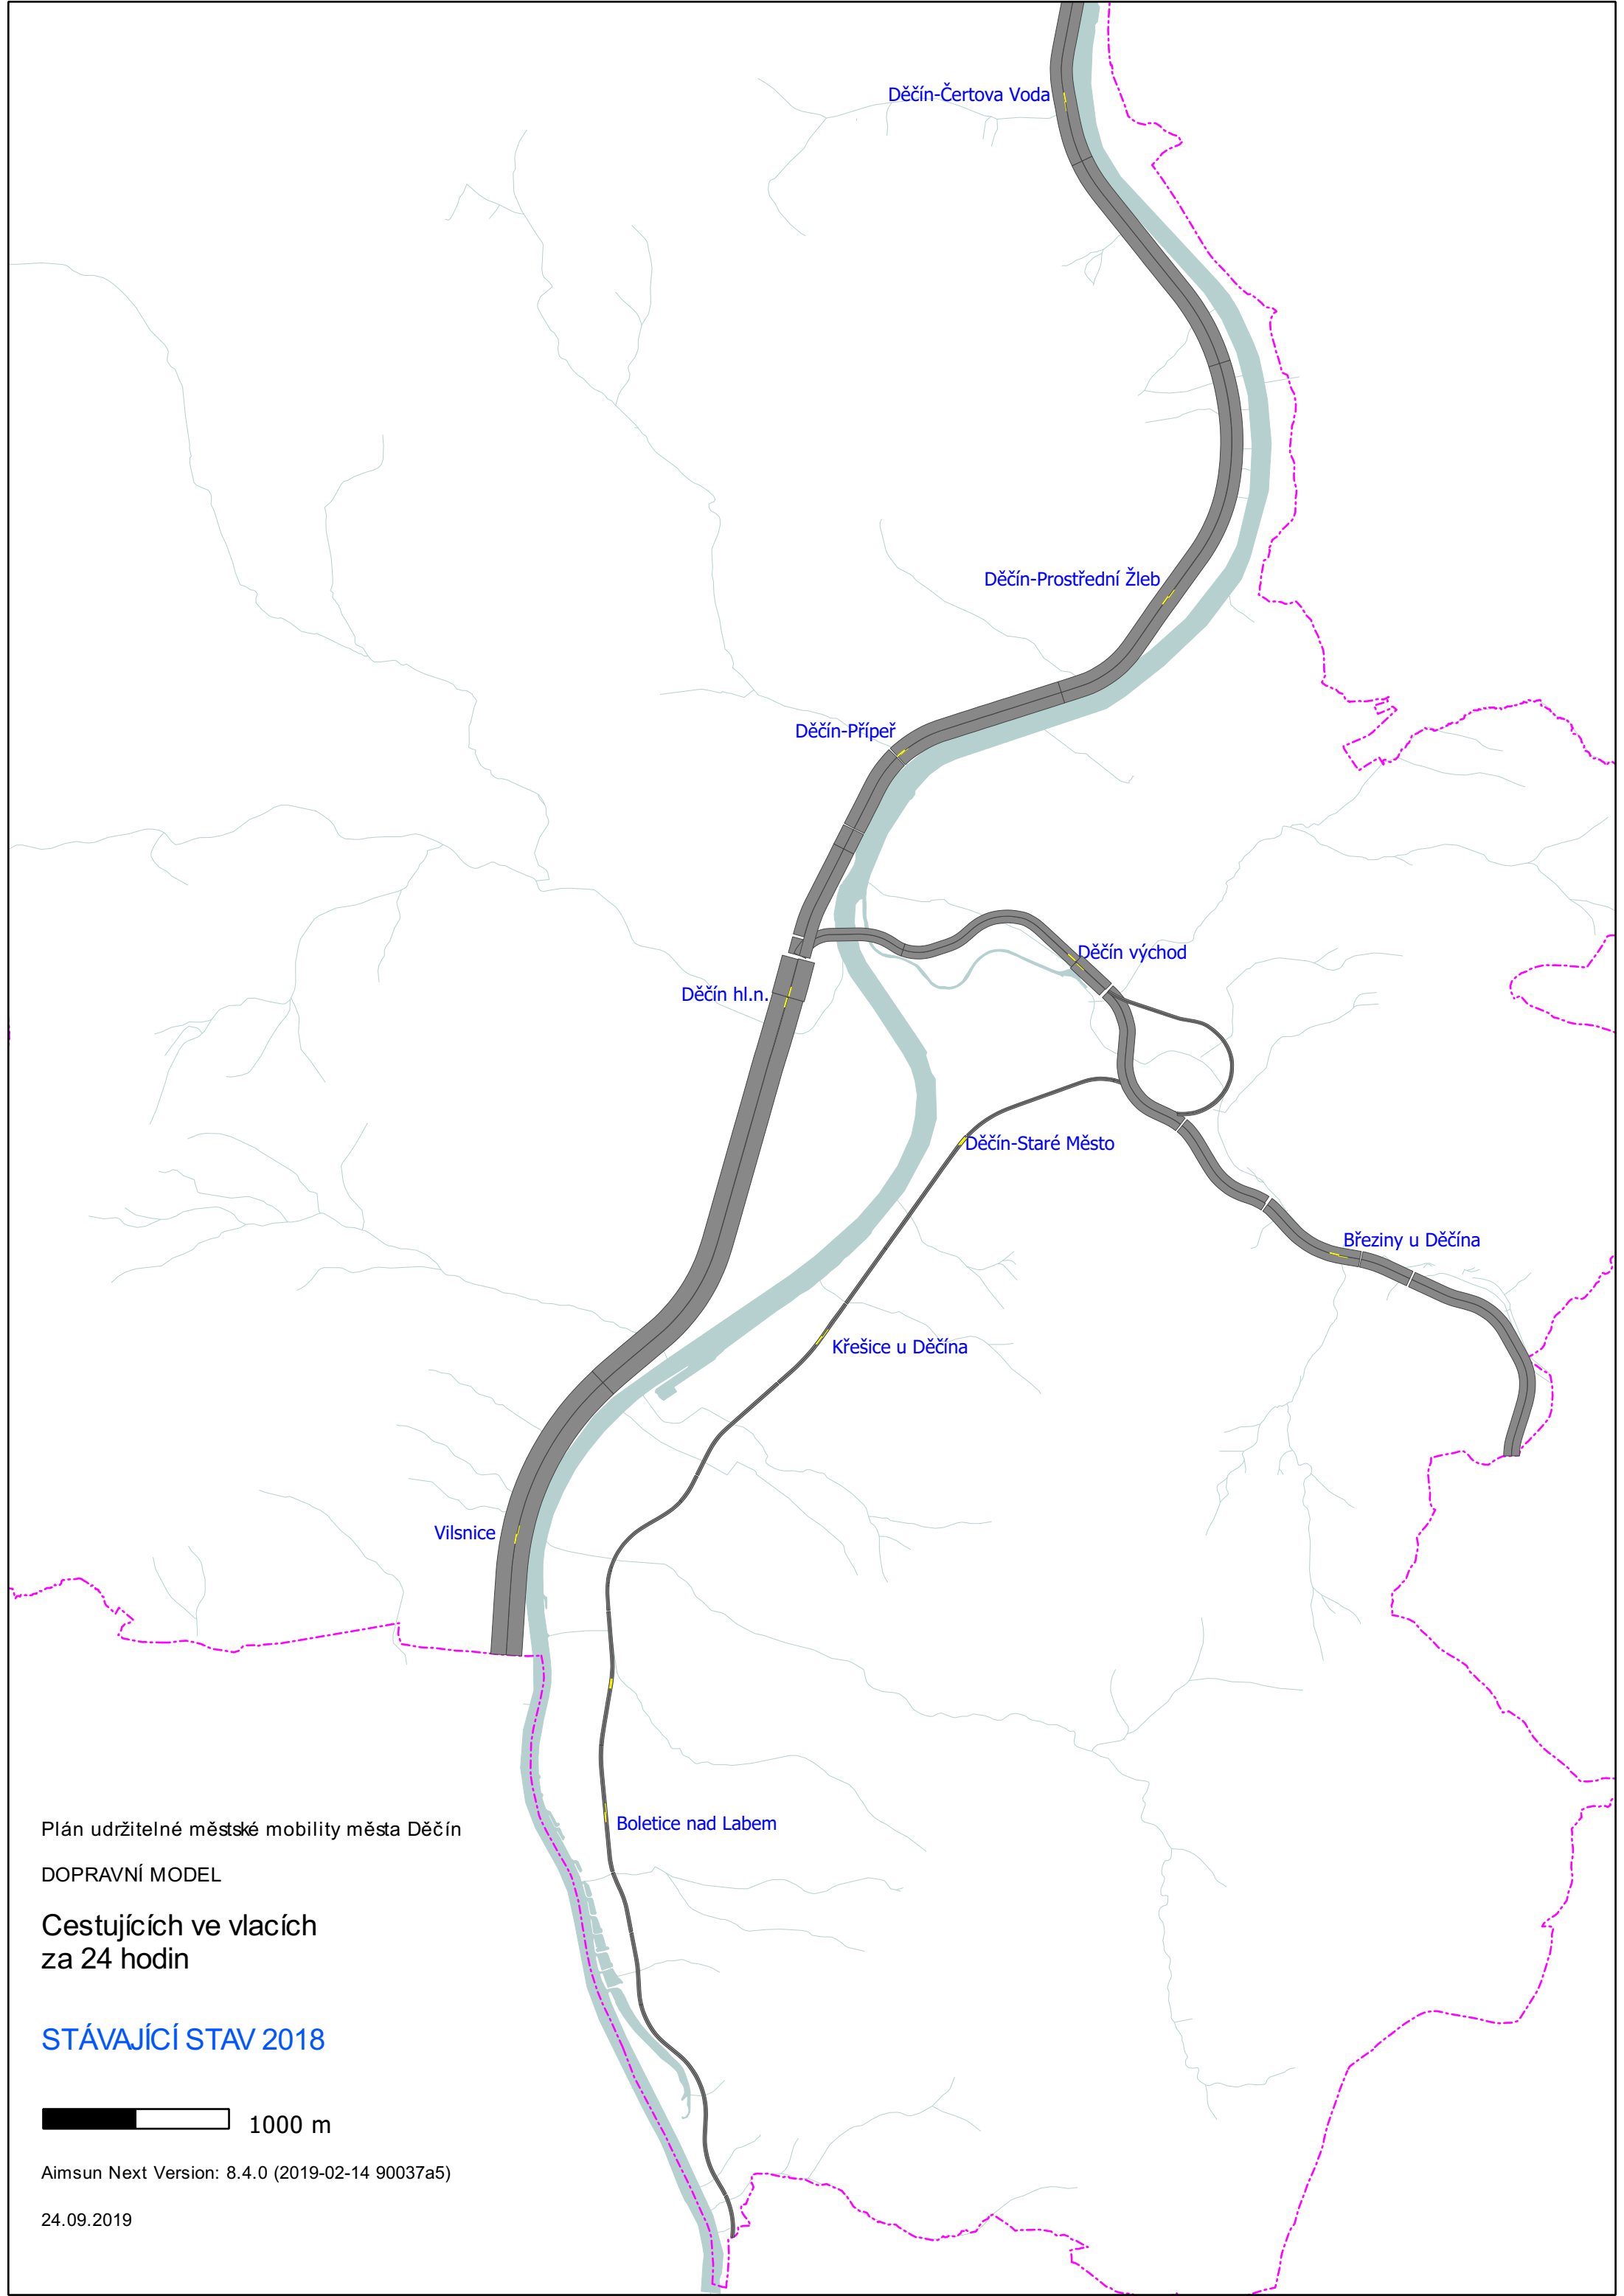 Děčín-Čertova Voda
Děčín-Prostřední Žleb
Děčín-Přípeř
Děčín východ
Děčín hl.n.
Děčín-Staré Město
Březiny u Děčína
Křešice u Děčína
Vilsnice
Boletice nad Labem
Plán udržitelné městské mobility města Děčín
DOPRAVNÍ MODEL
Cestujících ve vlacích
za 24 hodin
STÁVAJÍCÍ STAV 2018
1000 m
Aimsun Next Version: 8.4.0 (2019-02-14 90037a5)
24.09.2019